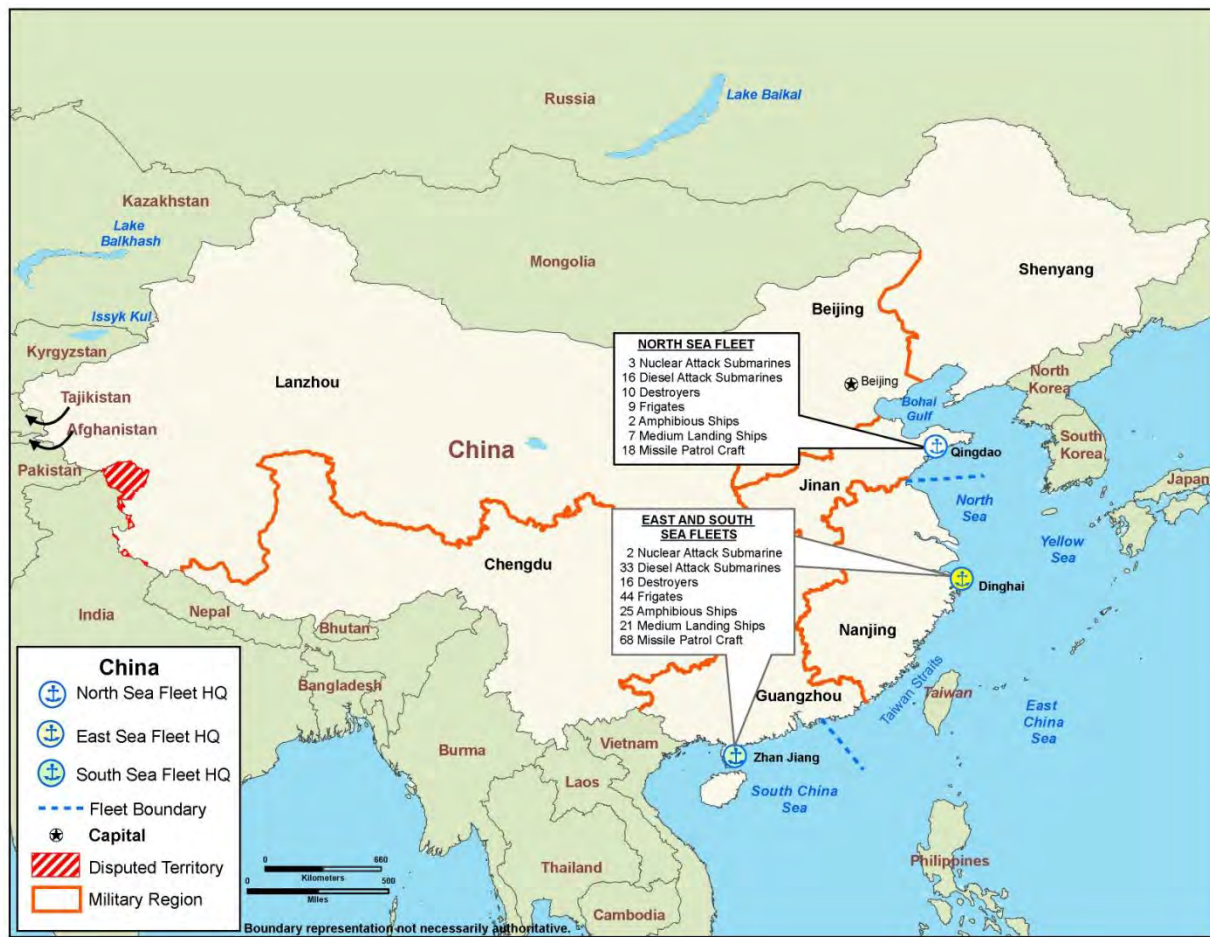 Russia
Lake Baikal
Kazakhstan
Lake
Balkhash
Mongolia
Shenyang
Issyk Kul
Beijing
Kyrgyzstan
Lanzhou
NORTH SEA FLEET
3 Nuclear Attack Submarines
16 Diesel Attack Submarines
10 Destroyers
9 Frigates
2 Amphibious Ships
7 Medium Landing Ships
18 Missile Patrol Craft
Beijing
North
Korea
Bohai
Gulf
Tajikistan
Afghanistan
China
South
Korea
Qingdao
Pakistan
Jinan
Japan
North
Sea
Yellow
Sea
EAST AND SOUTH
SEA FLEETS
2 Nuclear Attack Submarine
33 Diesel Attack Submarines
16 Destroyers
44 Frigates
25 Amphibious Ships
21 Medium Landing Ships
68 Missile Patrol Craft
Chengdu
Dinghai
India
Nepal
Bhutan
Nanjing
Bangladesh
Guangzhou
Taiwan Straits
Taiwan
East
China
Sea
Burma
Vietnam
Laos
Zhan Jiang
South China
Sea
Thailand
Philippines
Cambodia
China
North Sea Fleet HQ
East Sea Fleet HQ
South Sea Fleet HQ
Fleet Boundary
Capital
Disputed Territory
Military Region
0 660
Kilometers
0 500
Miles
Boundary representation not necessarily authoritative.